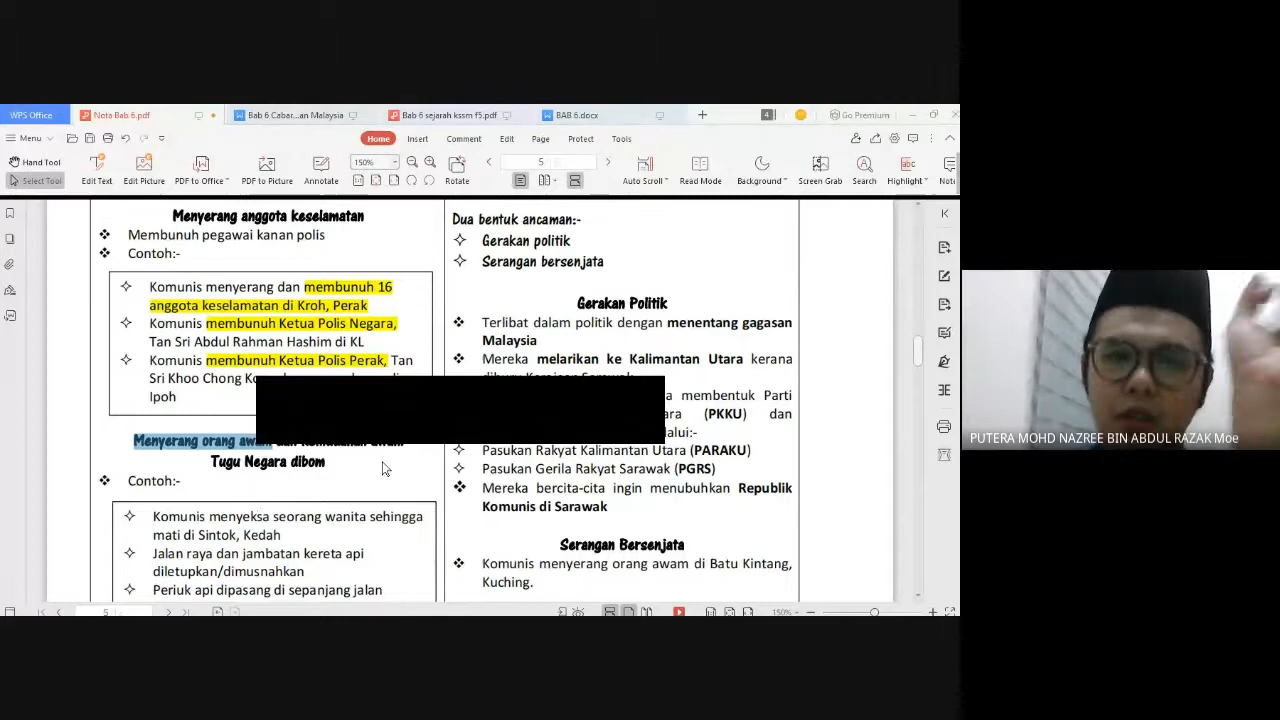 WPS Office
Nota Bab 6.pdf
Bab 6 Cabar...an Malaysia
Bab 6 sejarah kssm f5.pdf
BAB 6.docx
4
Go Premium
Menu
Home
Insert
Comment
Edit
Page
Protect
Tools
Hand Tool
Select Tool
Edit Text
Edit Picture
PDF to Office
PDF to Picture
Annotate
150%
Rotate
5
Auto Scroll
Read Mode
Background
Screen Grab
Search
Highlight
Menyerang anggota keselamatan
Membunuh pegawai kanan polis
Contoh:-
Komunis menyerang dan membunuh 16
anggota keselamatan di Kroh, Perak
Komunis membunuh Ketua Polis Negara,
Tan Sri Abdul Rahman Hashim di KL
Komunis membunuh Ketua Polis Perak, Tan
Sri Khoo Chong
Ipoh
Menyerang orang awam
Tugu Negara dibom
Contoh:-
Komunis menyeksa seorang wanita sehingga
mati di Sintok, Kedah
Jalan raya dan jambatan kereta api
diletupkan/dimusnahkan
Periuk api dipasang di sepanjang jalan
Dua bentuk ancaman:-
Gerakan politik
Serangan bersenjata
Gerakan Politik
Terlibat dalam politik dengan menentang gagasan
Malaysia
Mereka melarikan ke Kalimantan Utara kerana
membentuk Parti
(PKKU) dan
Pasukan Rakyat Kalimantan Utara (PARAKU)
Pasukan Gerila Rakyat Sarawak (PGRS)
Mereka bercita-cita ingin menubuhkan Republik
Komunis di Sarawak
Serangan Bersenjata
Komunis menyerang orang awam di Batu Kintang,
Kuching.
5
150%
PUTERA MOHD NAZREE BIN ABDUL RAZAK Moe